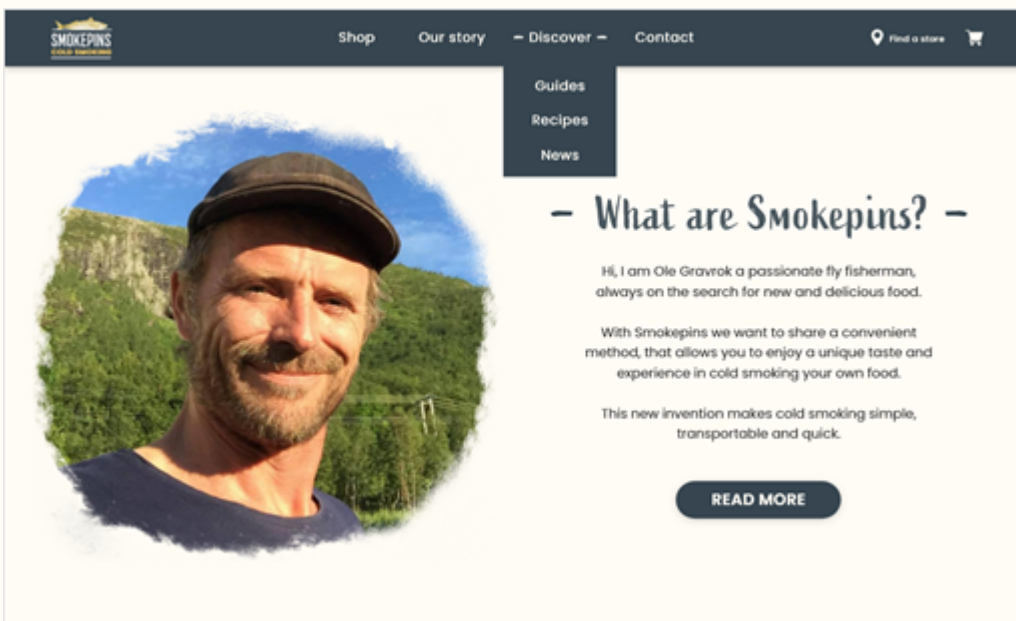 SMOKEPINS
COLD SMOKING
Shop
Our story
– Discover –
Contact
Find a store
Guides
Recipes
News
– What are Smokepins? –
Hi, I am Ole Gravrok a passionate fly fisherman,
always on the search for new and delicious food.
With Smokepins we want to share a convenient
method, that allows you to enjoy a unique taste and
experience in cold smoking your own food.
This new invention makes cold smoking simple,
transportable and quick.
READ MORE